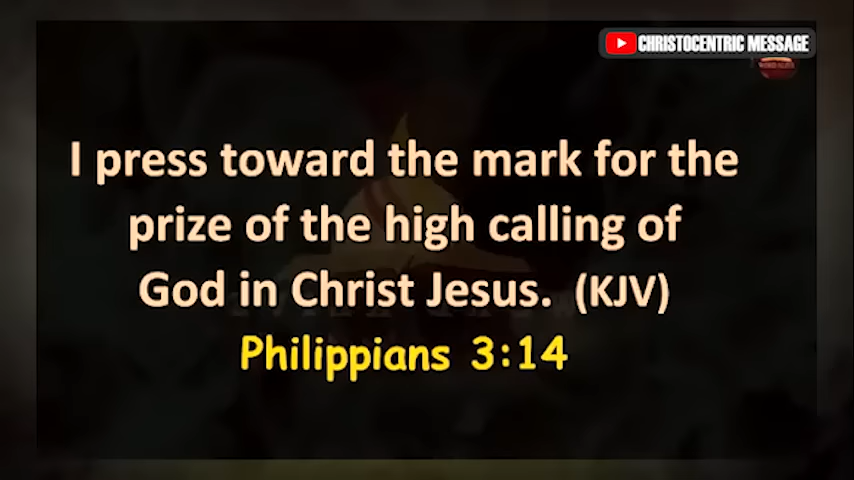 CHRISTOCENTRIC MESSAGE
I press toward the mark for the
prize of the high calling of
God in Christ Jesus. (KJV)
Philippians 3:14